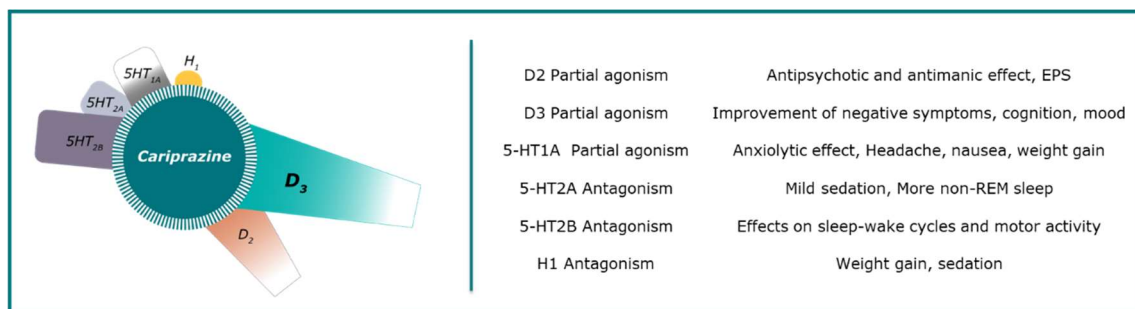 H1
5HT1A
5HT2A
5HT2B
Cariprazine
D3
D2
D2 Partial agonism Antipsychotic and antimanic effect, EPS
D3 Partial agonism Improvement of negative symptoms, cognition, mood
5-HT1A Partial agonism Anxiolytic effect, Headache, nausea, weight gain
5-HT2A Antagonism Mild sedation, More non-REM sleep
5-HT2B Antagonism Effects on sleep-wake cycles and motor activity
H1 Antagonism Weight gain, sedation